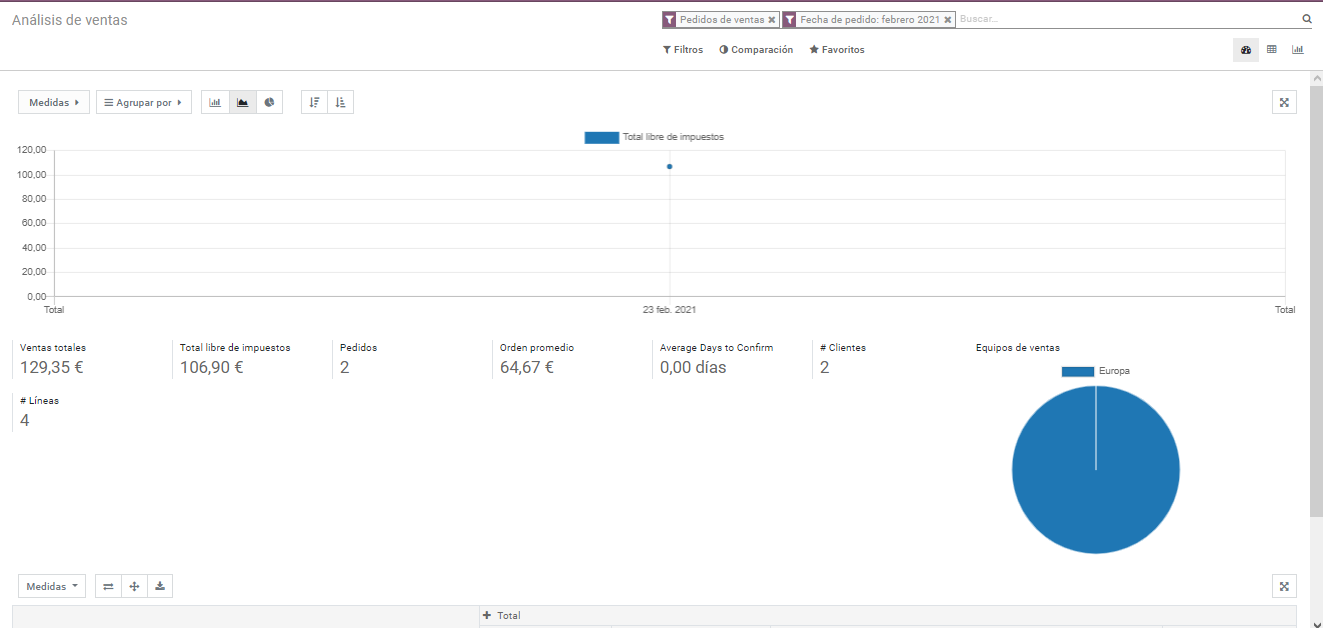 Análisis de ventas
Pedidos de ventas
Fecha de pedido: febrero 2021
Buscar...
Filtros
Comparación
Favoritos
Medidas
Agrupar por
Total libre de impuestos
120,00
100,00
80,00
60,00
40,00
20,00
0,00
Total
23 feb. 2021
Total
Ventas totales
129,35 €
Total libre de impuestos
106,90 €
Pedidos
2
Orden promedio
64,67 €
Average Days to Confirm
0,00 días
# Clientes
2
Equipos de ventas
Europa
# Líneas
4
Medidas
Total